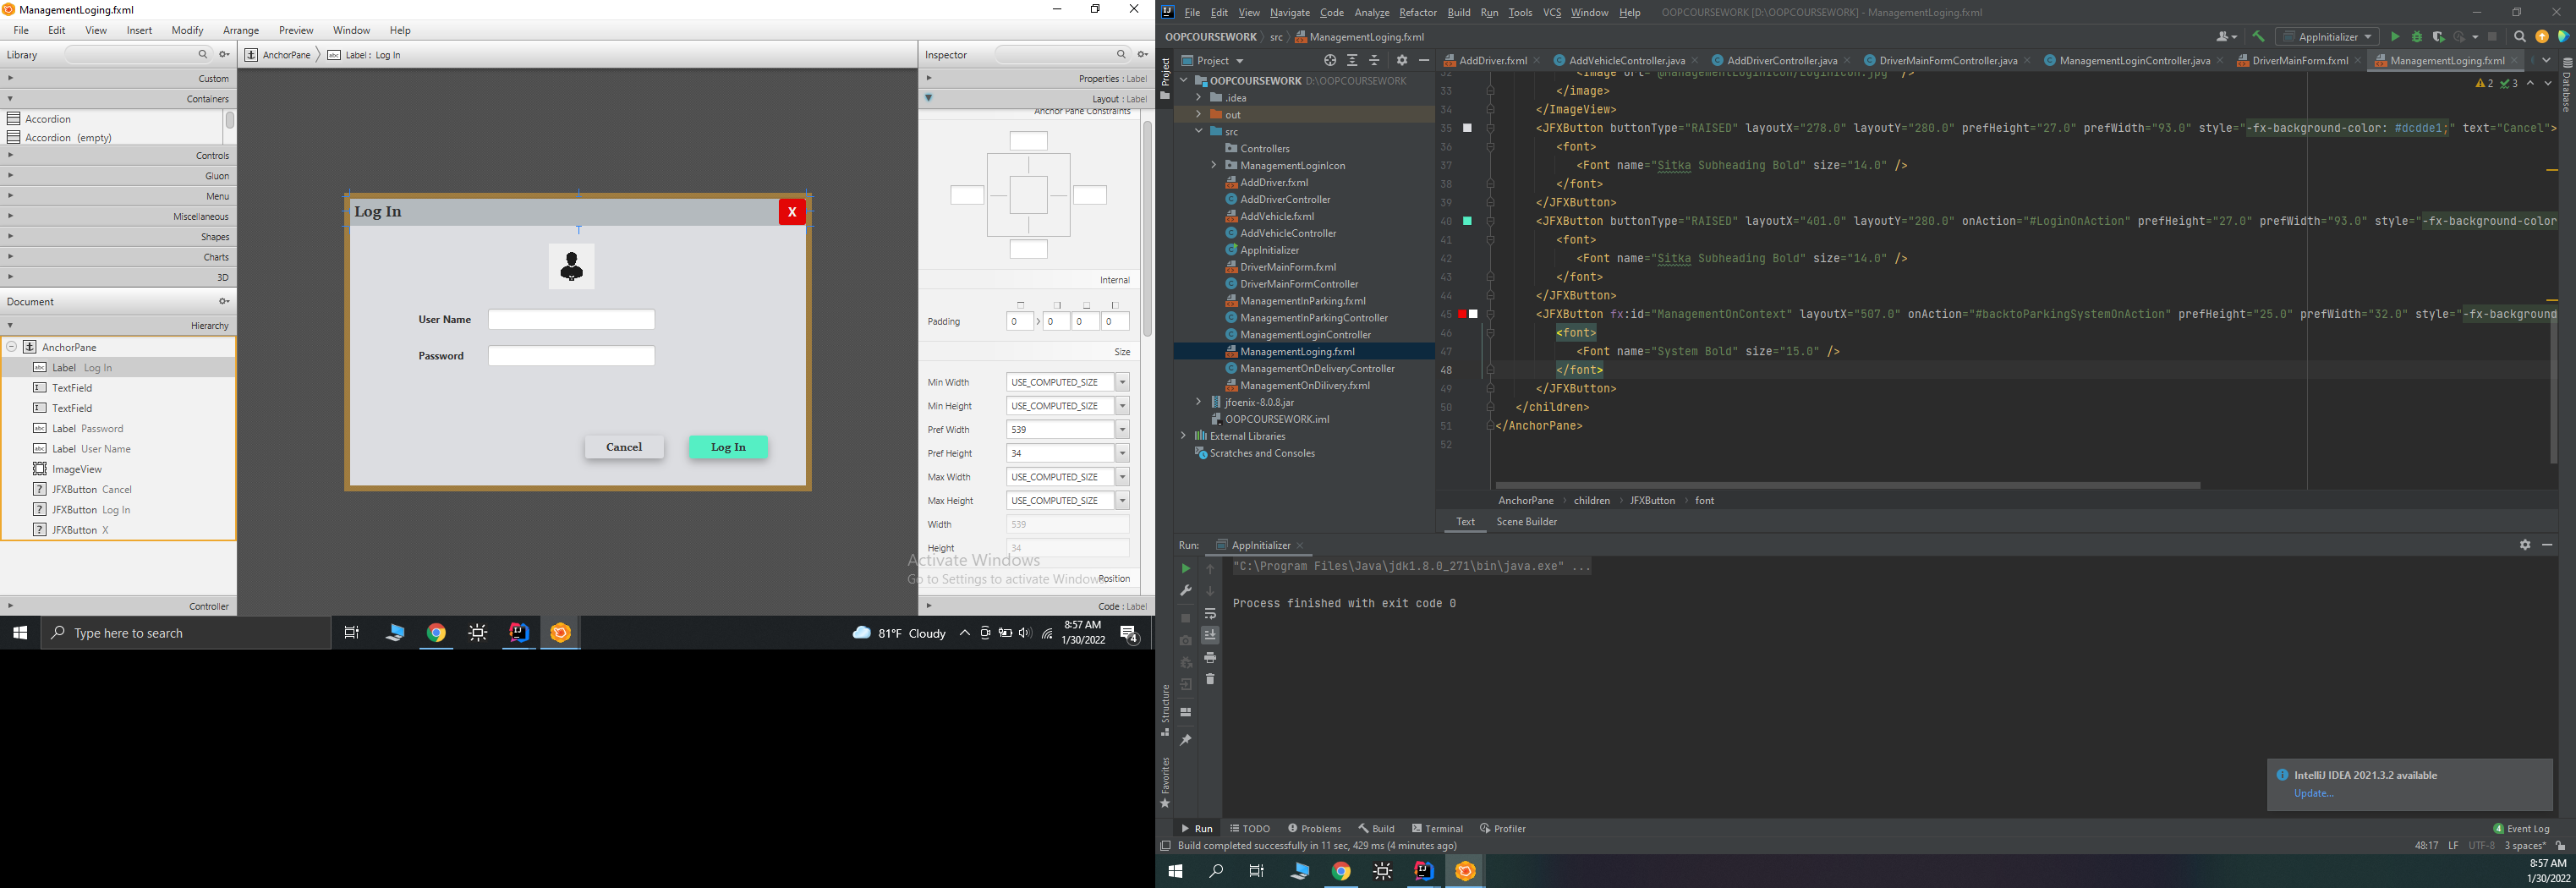 ManagementLoging.fxml
File Edit View Insert Modify Arrange Preview Window Help
Library
Custom
Containers
Accordion
Accordion (empty)
Controls
Gluon
Menu
Miscellaneous
Shapes
Charts
3D
Document
Hierarchy
AnchorPane
Label Log In
TextField
TextField
Label Password
Label User Name
ImageView
JFXButton Cancel
JFXButton Log In
JFXButton X
Controller
AnchorPane Label : Log In
Log In X
User Name
Password
Cancel Log In
Inspector
Properties : Label
Layout : Label
Anchor Pane Constraints
Internal
Padding 0 0 0 0
Size
Min Width USE_COMPUTED_SIZE
Min Height USE_COMPUTED_SIZE
Pref Width 539
Pref Height 34
Max Width USE_COMPUTED_SIZE
Max Height USE_COMPUTED_SIZE
Width 539
Height 34
Activate Windows
Go to Settings to activate Windows.
Position
Code : Label
Type here to search
81°F Cloudy
8:57 AM
1/30/2022
4
File Edit View Navigate Code Analyze Refactor Build Run Tools VCS Window Help OOPCOURSEWORK [D:\OOPCOURSEWORK] - ManagementLoging.fxml
OOPCOURSEWORK src ManagementLoging.fxml
AppInitializer
Project
Project
OOPCOURSEWORK D:\OOPCOURSEWORK
.idea
out
src
Controllers
ManagementLoginIcon
AddDriver.fxml
AddDriverController
AddVehicle.fxml
AddVehicleController
AppInitializer
DriverMainForm.fxml
DriverMainFormController
ManagementInParking.fxml
ManagementInParkingController
ManagementLoginController
ManagementLoging.fxml
ManagementOnDeliveryController
ManagementOnDilivery.fxml
jfoenix-8.0.8.jar
OOPCOURSEWORK.iml
External Libraries
Scratches and Consoles
AddDriver.fxml AddVehicleController.java AddDriverController.java DriverMainFormController.java ManagementLoginController.java DriverMainForm.fxml ManagementLoging.fxml
2 3
Database
32 <Image url="@ManagementLoginIcon/LoginIcon.jpg" />
33 </image>
34 </ImageView>
35 <JFXButton buttonType="RAISED" layoutX="278.0" layoutY="280.0" prefHeight="27.0" prefWidth="93.0" style="-fx-background-color: #dcdde1;" text="Cancel">
36 <font>
37 <Font name="Sitka Subheading Bold" size="14.0" />
38 </font>
39 </JFXButton>
40 <JFXButton buttonType="RAISED" layoutX="401.0" layoutY="280.0" onAction="#LoginOnAction" prefHeight="27.0" prefWidth="93.0" style="-fx-background-color
41 <font>
42 <Font name="Sitka Subheading Bold" size="14.0" />
43 </font>
44 </JFXButton>
45 <JFXButton fx:id="ManagementOnContext" layoutX="507.0" onAction="#backtoParkingSystemOnAction" prefHeight="25.0" prefWidth="32.0" style="-fx-background
46 <font>
47 <Font name="System Bold" size="15.0" />
48 </font>
49 </JFXButton>
50 </children>
51 </AnchorPane>
52
AnchorPane children JFXButton font
Text Scene Builder
Run: AppInitializer
"C:\Program Files\Java\jdk1.8.0_271\bin\java.exe" ...
Process finished with exit code 0
Structure
Favorites
IntelliJ IDEA 2021.3.2 available
Update...
Run TODO Problems Build Terminal Profiler
4 Event Log
Build completed successfully in 11 sec, 429 ms (4 minutes ago)
48:17 LF UTF-8 3 spaces*
8:57 AM
1/30/2022